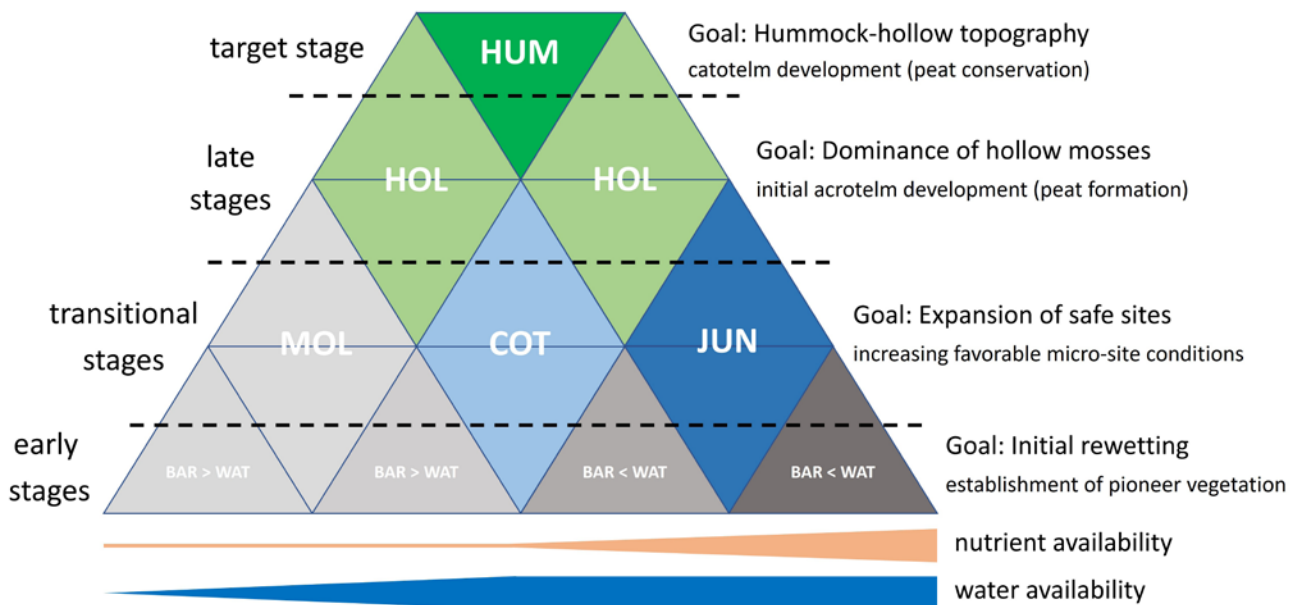 target stage
HUM
Goal: Hummock-hollow topography
catotelm development (peat conservation)
late
stages
HOL
HOL
Goal: Dominance of hollow mosses
initial acrotelm development (peat formation)
transitional
stages
MOL
COT
JUN
Goal: Expansion of safe sites
increasing favorable micro-site conditions
early
stages
BAR > WAT
BAR > WAT
BAR < WAT
BAR < WAT
Goal: Initial rewetting
establishment of pioneer vegetation
nutrient availability
water availability